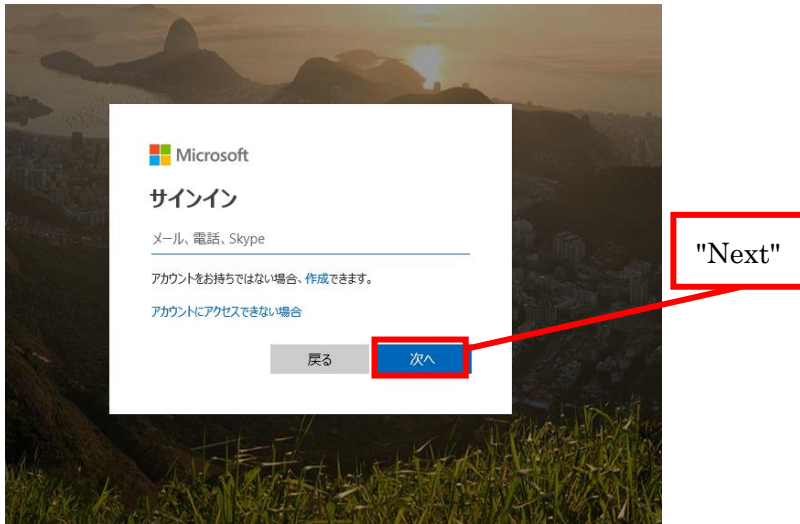 Microsoft
サインイン
メール、電話、Skype
アカウントをお持ちではない場合、作成できます。
アカウントにアクセスできない場合
戻る
次へ
"Next"